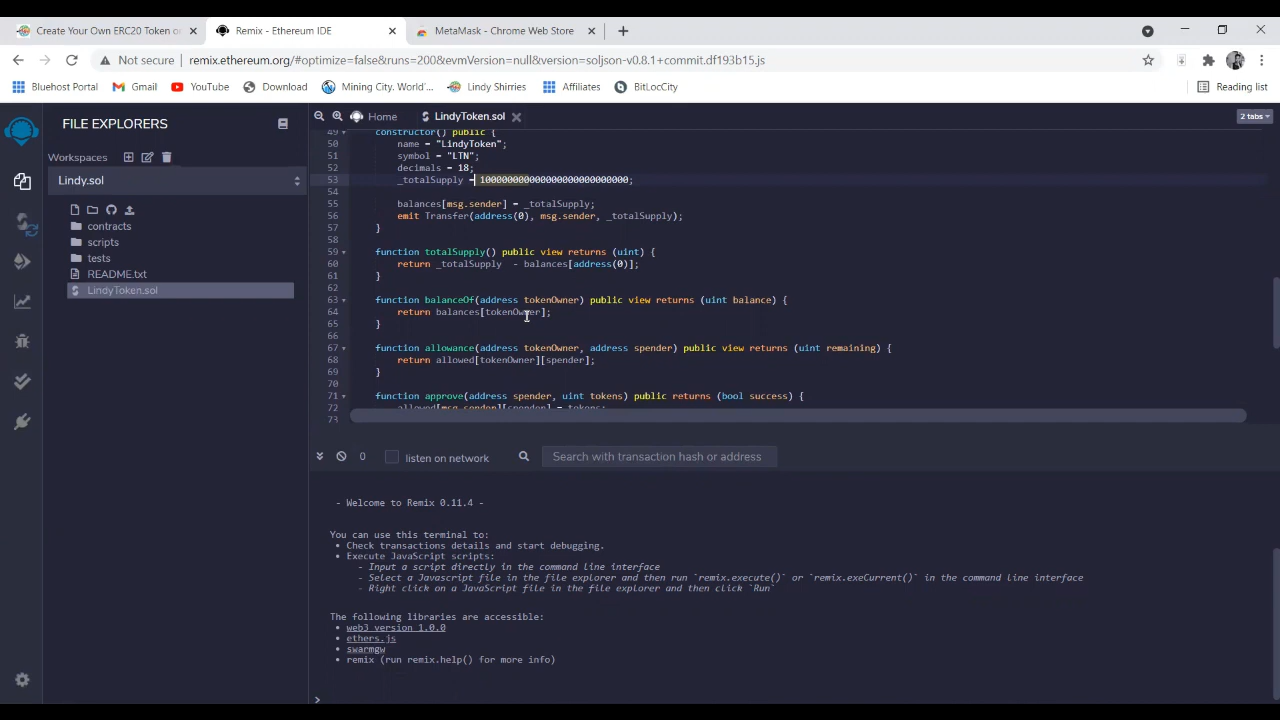 Create Your Own ERC20 Token or
Remix - Ethereum IDE
MetaMask - Chrome Web Store
Not secure
remix.ethereum.org/#optimize=false&runs=200&evmVersion=null&version=soljson-v0.8.1+commit.df193b15.js
Bluehost Portal
Gmail
YouTube
Download
Mining City. World'...
Lindy Shirries
Affiliates
BitLocCity
Reading list
FILE EXPLORERS
Home
LindyToken.sol
2 tabs
Workspaces
Lindy.sol
contracts
scripts
tests
README.txt
LindyToken.sol
49 constructor() public {
50 name = "LindyToken";
51 symbol = "LTN";
52 decimals = 18;
53 _totalSupply =
54
55 balances[msg.sender] = _totalSupply;
56 emit Transfer(address(0), msg.sender, _totalSupply);
57 }
58
59 function totalSupply() public view returns (uint) {
60 return _totalSupply  - balances[address(0)];
61 }
62
63 function balanceOf(address tokenOwner) public view returns (uint balance) {
64 return balances[tokenOwner];
65 }
66
67 function allowance(address tokenOwner, address spender) public view returns (uint remaining) {
68 return allowed[tokenOwner][spender];
69 }
70
71 function approve(address spender, uint tokens) public returns (bool success) {
72 allowed[msg.sender][spender] = tokens;
73
0
listen on network
Search with transaction hash or address
- Welcome to Remix 0.11.4 -
You can use this terminal to:
• Check transactions details and start debugging.
• Execute JavaScript scripts:
- Input a script directly in the command line interface
- Select a Javascript file in the file explorer and then run `remix.execute()` or `remix.exeCurrent()` in the command line interface
- Right click on a JavaScript file in the file explorer and then click `Run`
The following libraries are accessible:
• web3 version 1.0.0
• ethers.js
• swarmgw
• remix (run remix.help() for more info)
>